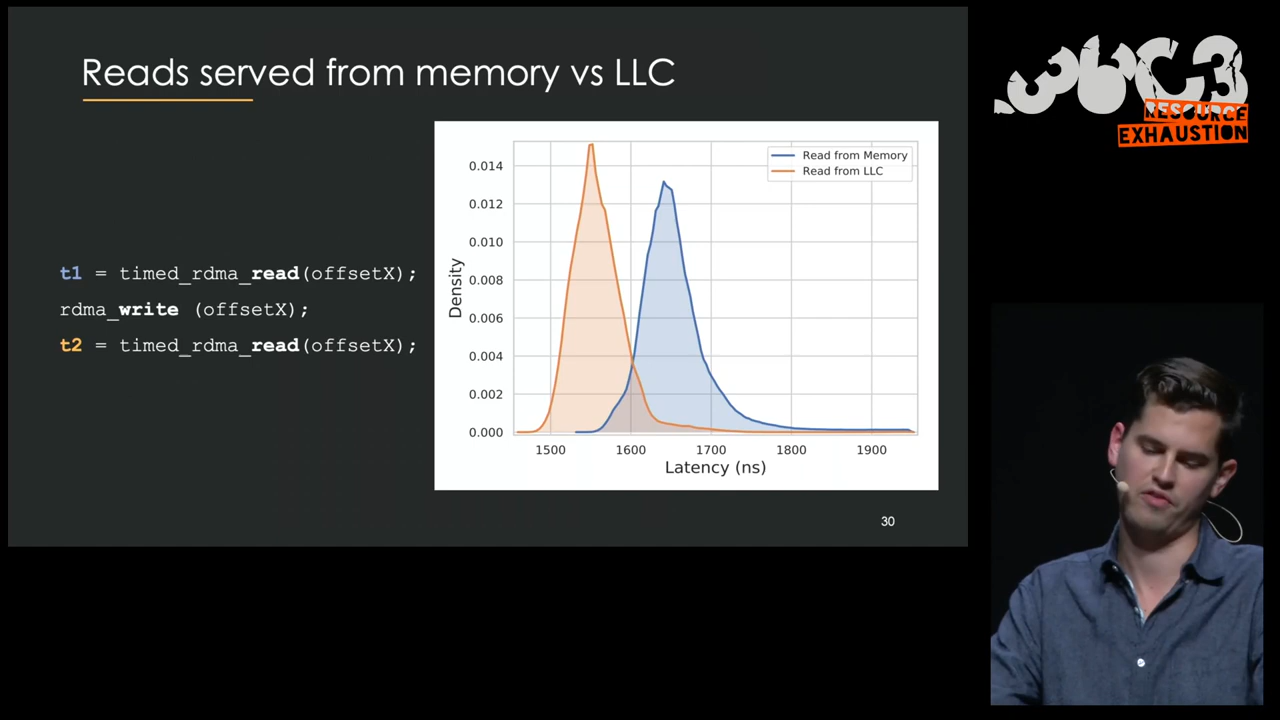 Reads served from memory vs LLC
t1 = timed_rdma_read(offsetX);
rdma_write (offsetX);
t2 = timed_rdma_read(offsetX);
Read from Memory
Read from LLC
0.014
0.012
0.010
0.008
0.006
0.004
0.002
0.000
Density
1500 1600 1700 1800 1900
Latency (ns)
30
36C3
RESOURCE
EXHAUSTION